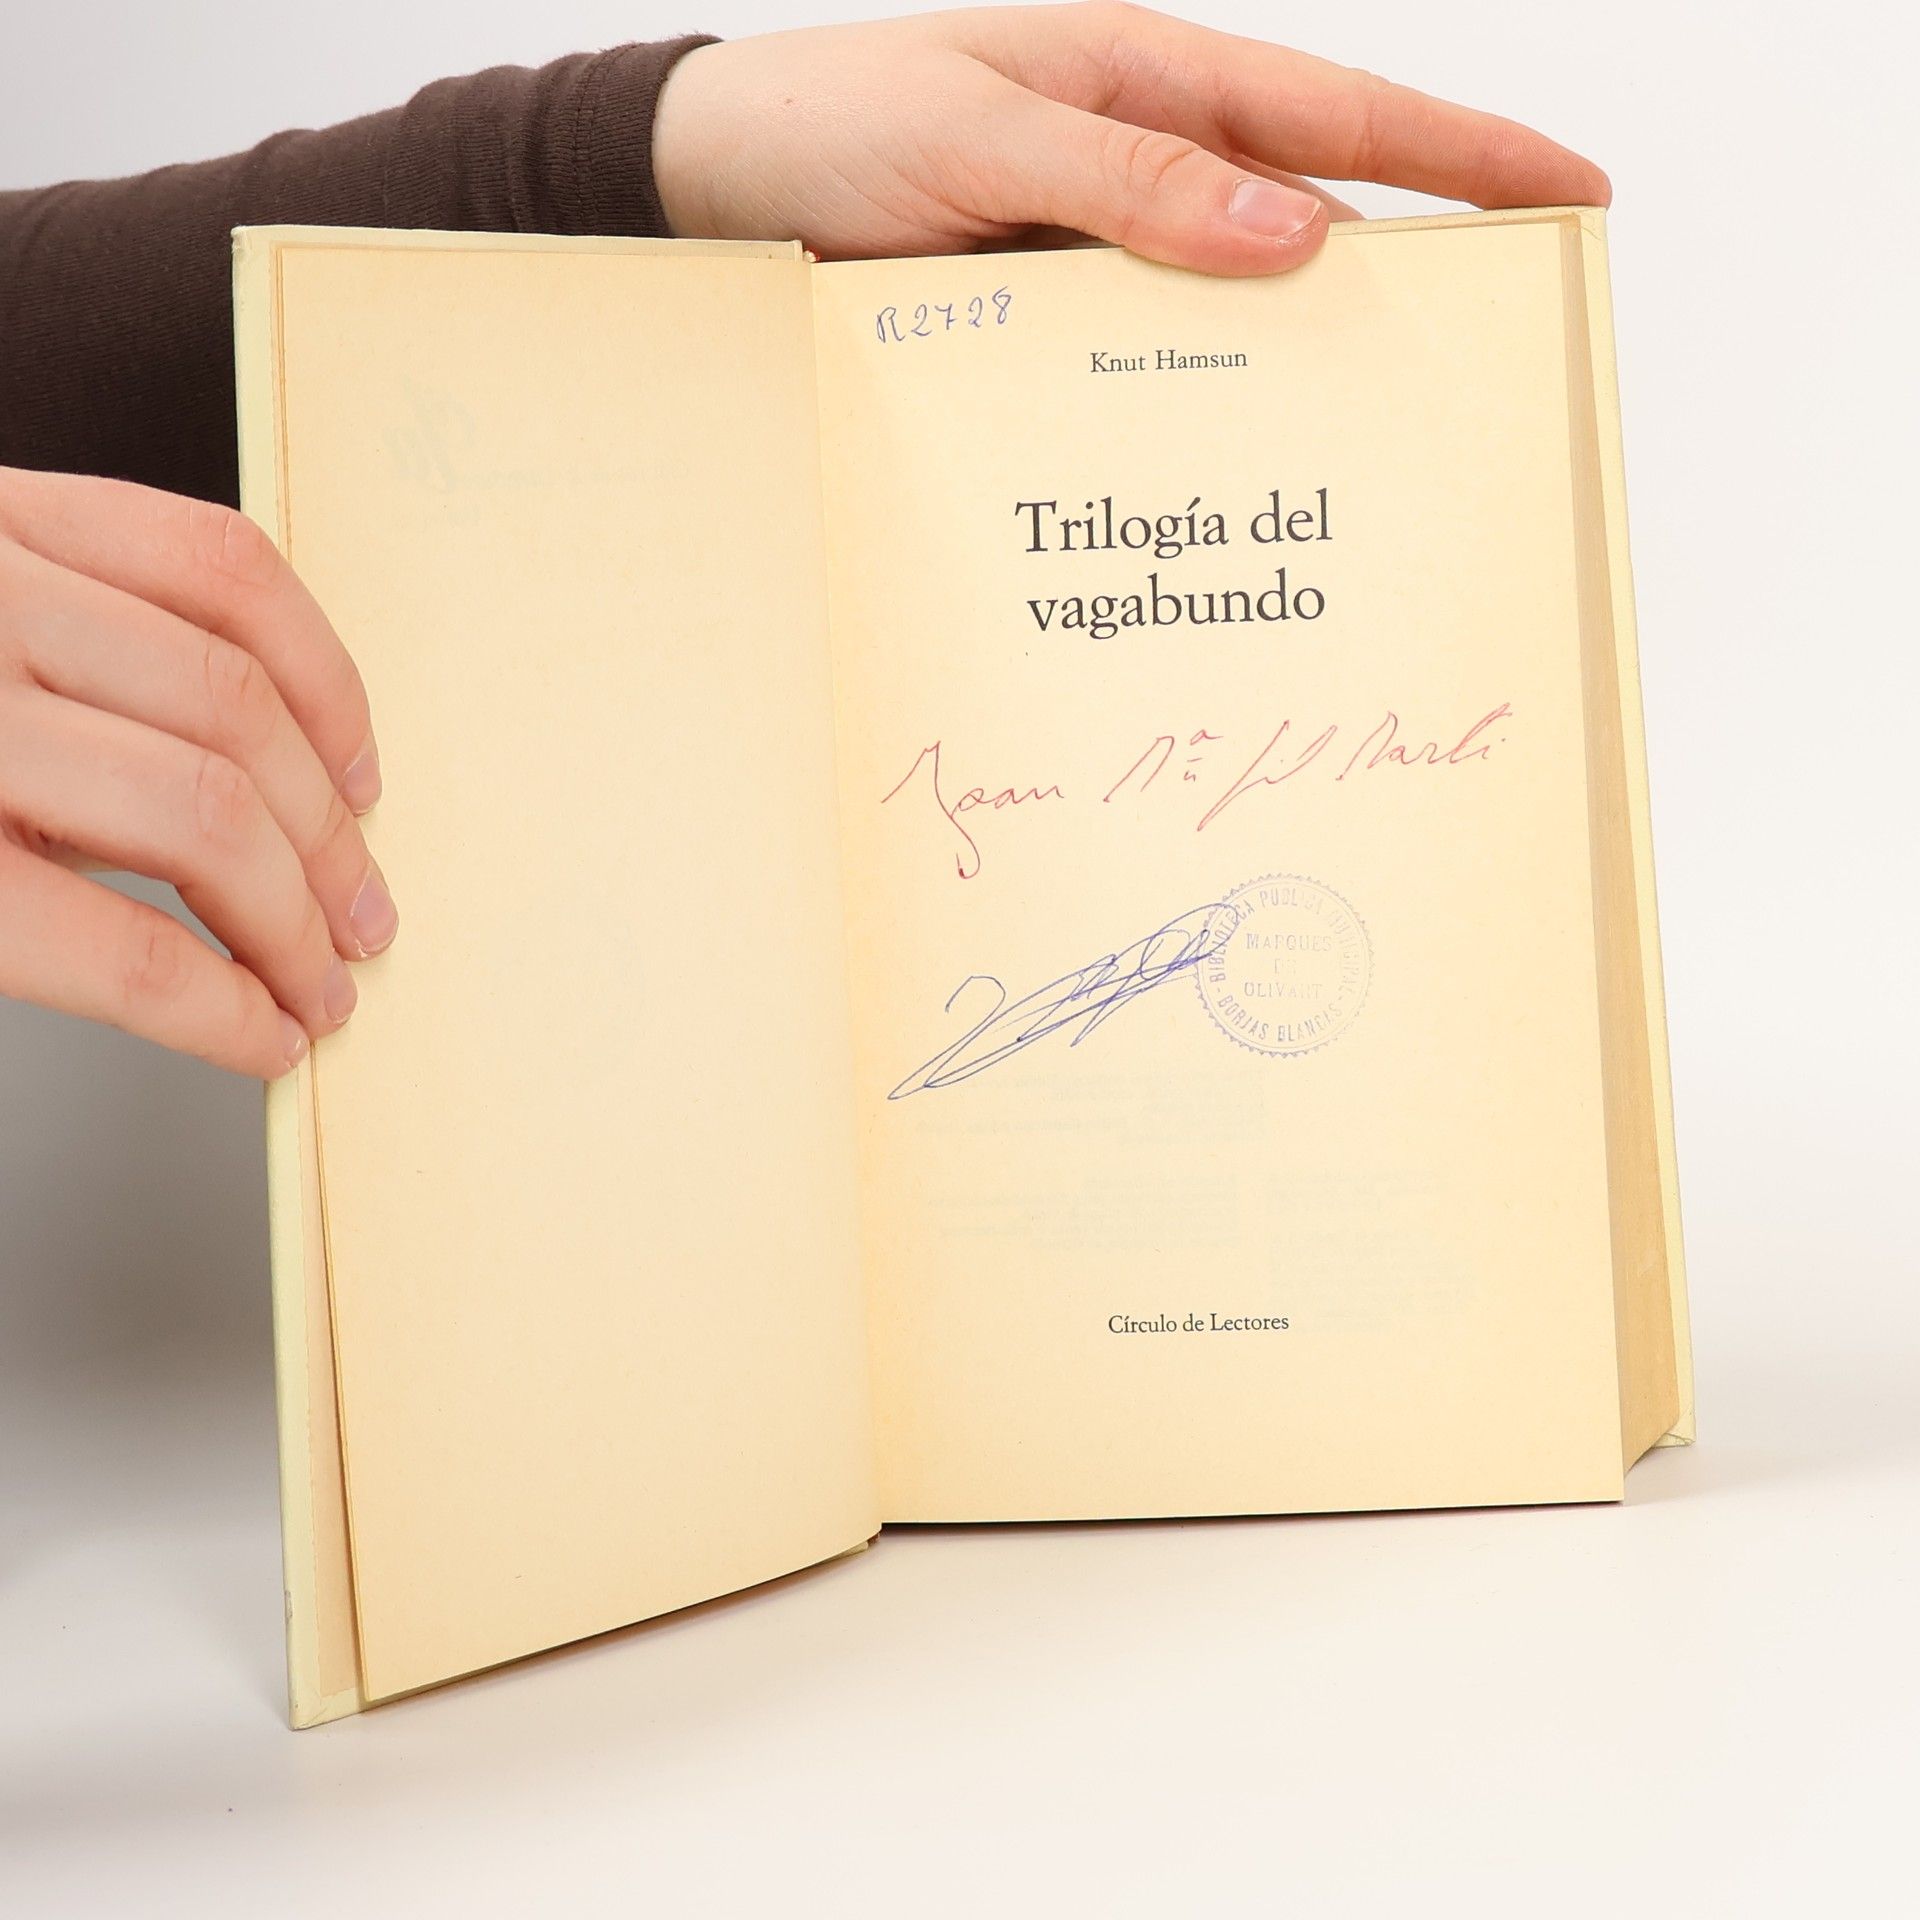 R2728
Knut Hamsun
Trilogía del
vagabundo
Joan Mª Gil Marti
BIBLIOTECA PUBLICA MUNICIPAL
MARQUES
DE
OLIVART
- BORJAS BLANCAS -
Círculo de Lectores